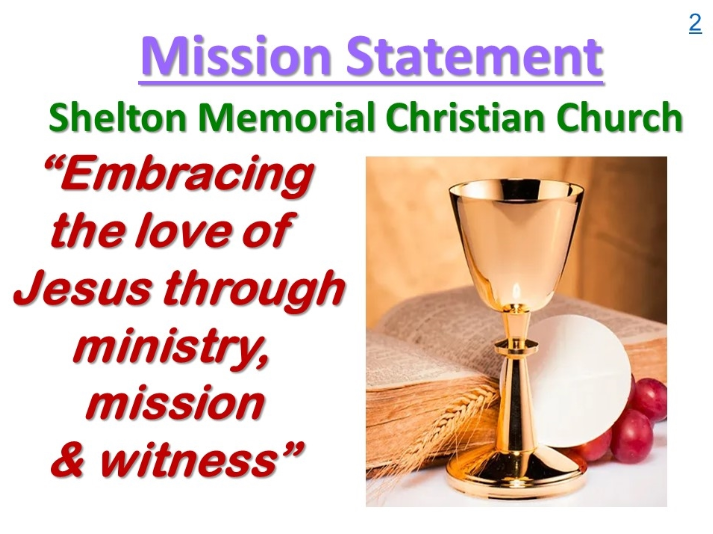 2
Mission Statement
Shelton Memorial Christian Church
“Embracing
the love of
Jesus through
ministry,
mission
& witness”